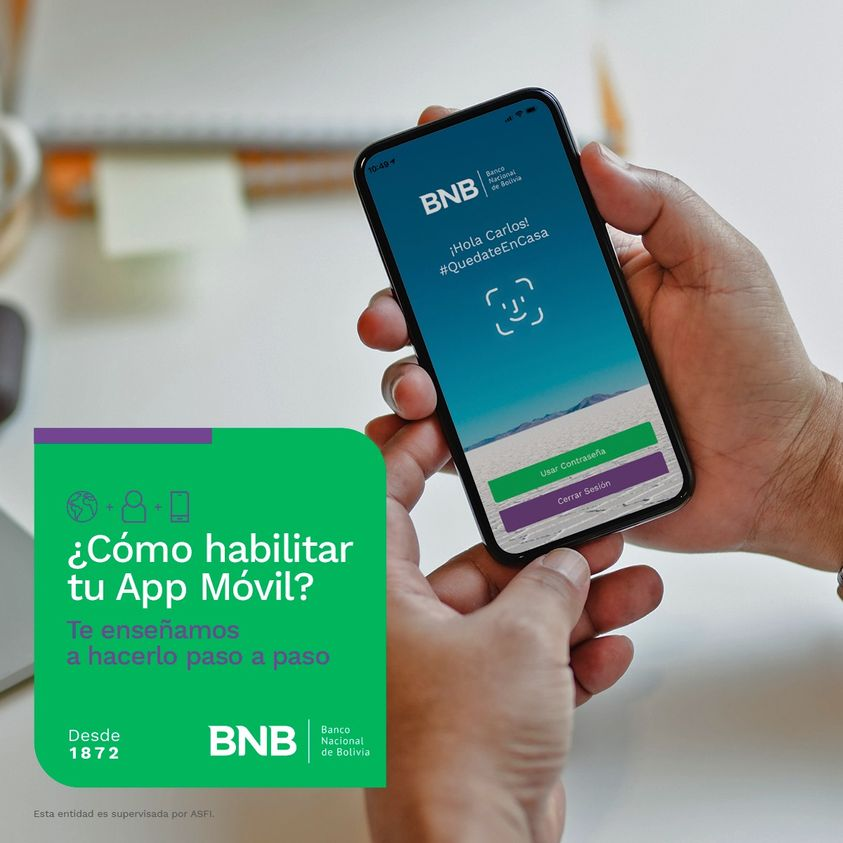 10:49
BNB
Banco
Nacional
de Bolivia
¡Hola Carlos!
#QuedateEnCasa
Usar Contraseña
Cerrar Sesión
+ +
¿Cómo habilitar
tu App Móvil?
Te enseñamos
a hacerlo paso a paso
Desde
1872
BNB
Banco
Nacional
de Bolivia
Esta entidad es supervisada por ASFI.